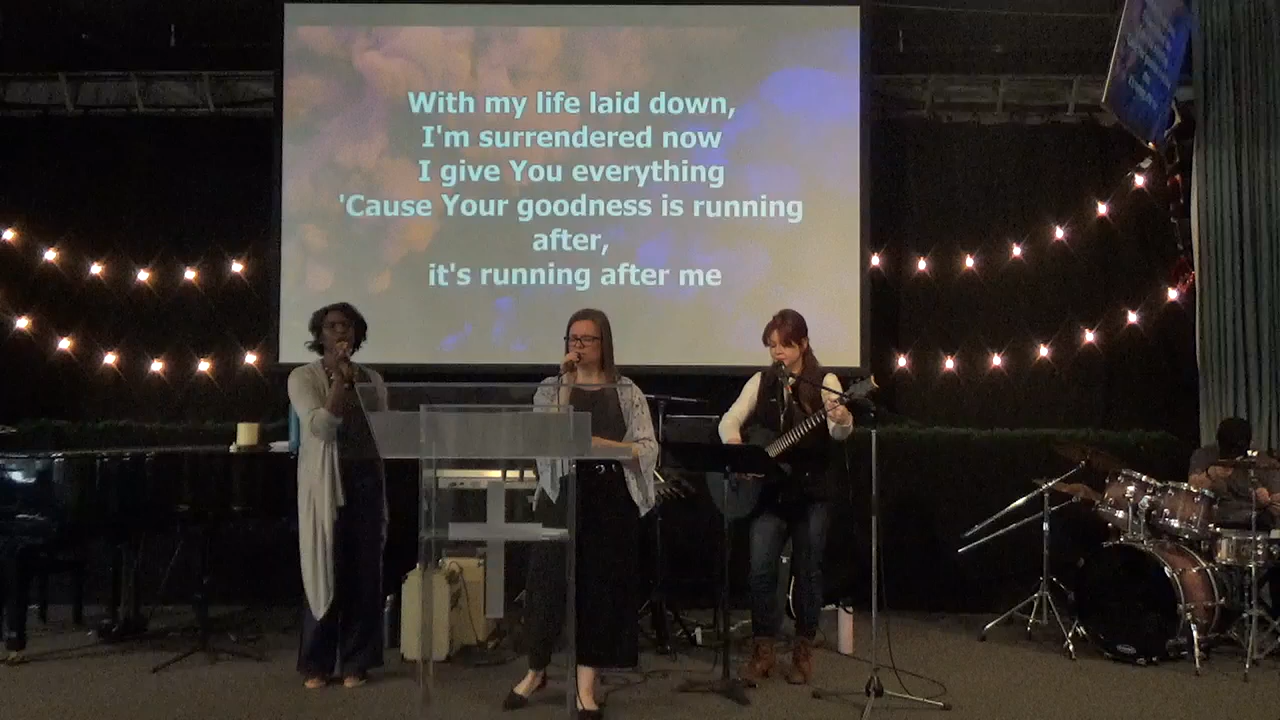 With my life laid down,
I'm surrendered now
I give You everything
'Cause Your goodness is running
after,
it's running after me